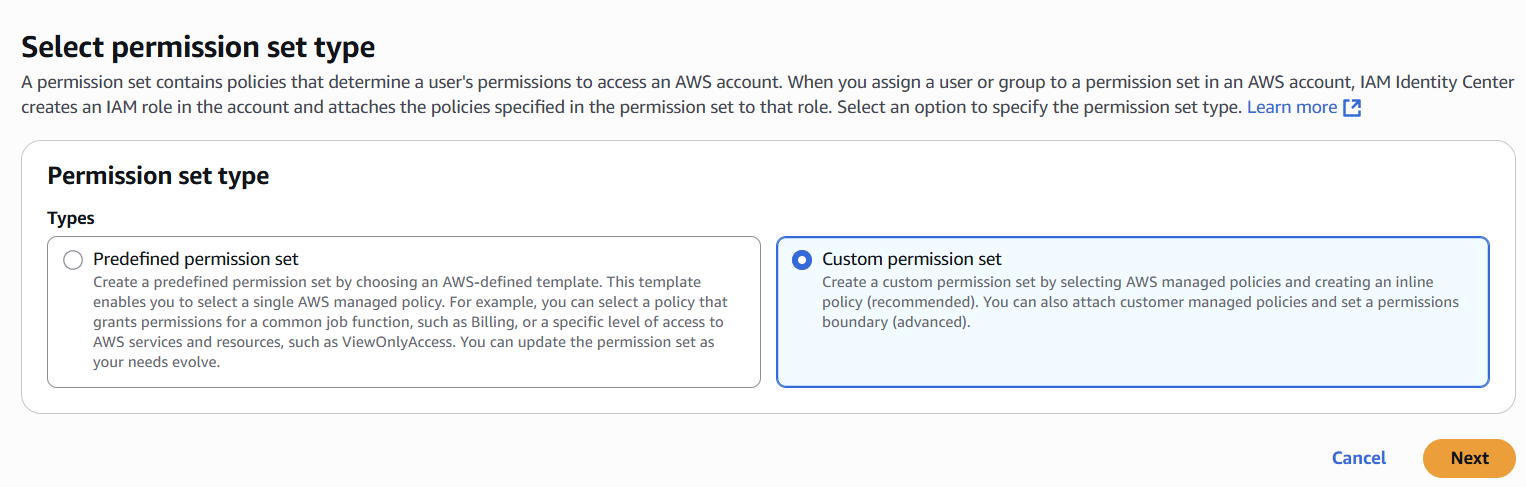 Select permission set type
A permission set contains policies that determine a user's permissions to access an AWS account. When you assign a user or group to a permission set in an AWS account, IAM Identity Center
creates an IAM role in the account and attaches the policies specified in the permission set to that role. Select an option to specify the permission set type. Learn more
Permission set type
Types
Predefined permission set
Create a predefined permission set by choosing an AWS-defined template. This template
enables you to select a single AWS managed policy. For example, you can select a policy that
grants permissions for a common job function, such as Billing, or a specific level of access to
AWS services and resources, such as ViewOnlyAccess. You can update the permission set as
your needs evolve.
Custom permission set
Create a custom permission set by selecting AWS managed policies and creating an inline
policy (recommended). You can also attach customer managed policies and set a permissions
boundary (advanced).
Cancel
Next